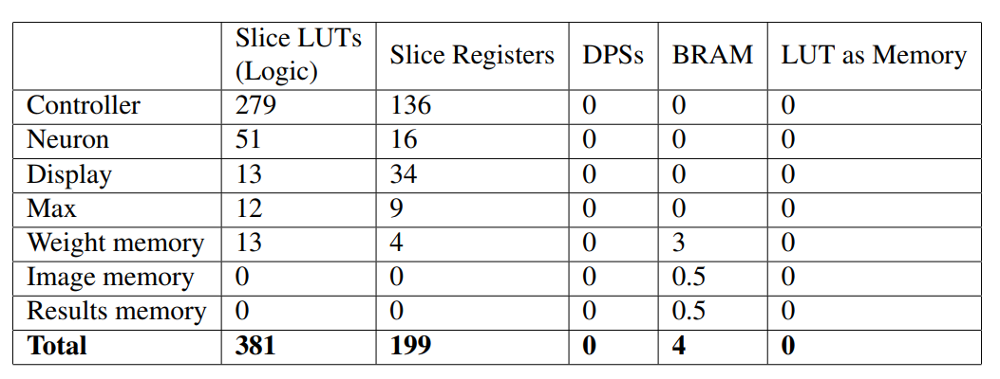 Slice LUTs (Logic) Slice Registers DPSs BRAM LUT as Memory
Controller 279 136 0 0 0
Neuron 51 16 0 0 0
Display 13 34 0 0 0
Max 12 9 0 0 0
Weight memory 13 4 0 3 0
Image memory 0 0 0 0.5 0
Results memory 0 0 0 0.5 0
Total 381 199 0 4 0